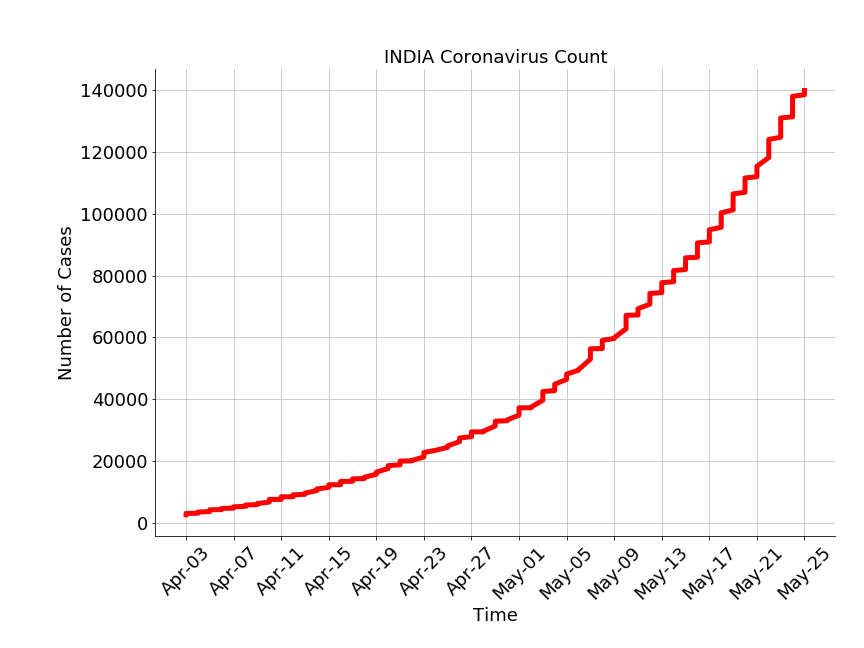 INDIA Coronavirus Count
Number of Cases
140000
120000
100000
80000
60000
40000
20000
0
Apr-03
Apr-07
Apr-11
Apr-15
Apr-19
Apr-23
Apr-27
May-01
May-05
May-09
May-13
May-17
May-21
May-25
Time